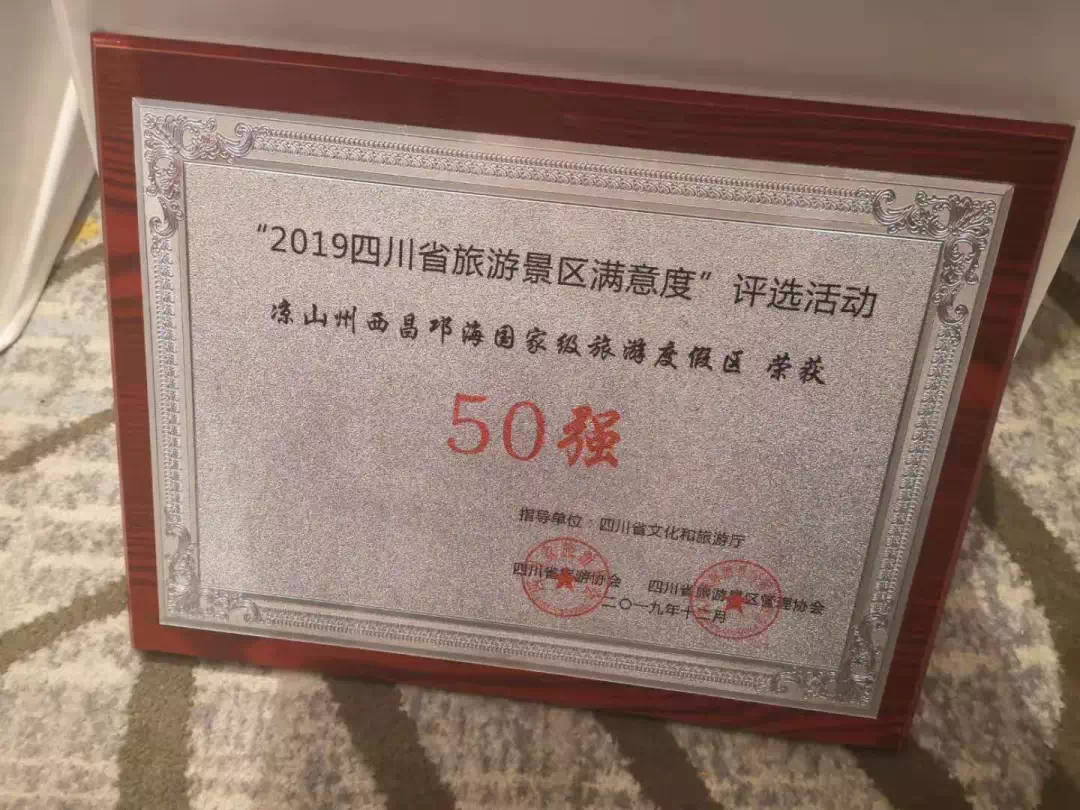 “2019四川省旅游景区满意度”评选活动
凉山州西昌邛海国家级旅游度假区 荣获
50强
指导单位：四川省文化和旅游厅
四川省旅游协会 四川省旅游景区管理协会
二〇一九年十二月